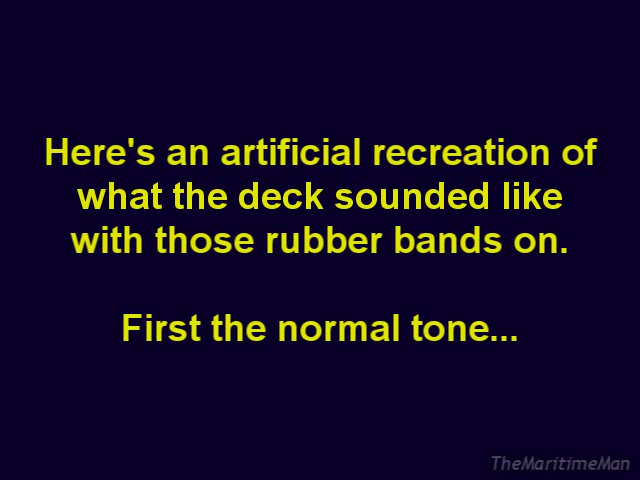 Here's an artificial recreation of
what the deck sounded like
with those rubber bands on.
First the normal tone...
TheMaritimeMan